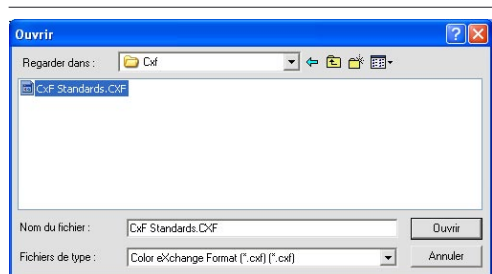 Ouvrir
Regarder dans : Cxf
CxF Standards.CXF
Nom du fichier : CxF Standards.CXF Ouvrir
Fichiers de type : Color eXchange Format (*.cxf) (*.cxf) Annuler